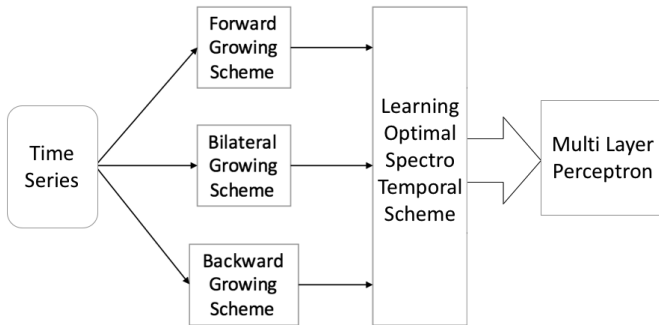 Time
Series
Forward
Growing
Scheme
Bilateral
Growing
Scheme
Backward
Growing
Scheme
Learning
Optimal
Spectro
Temporal
Scheme
Multi Layer
Perceptron